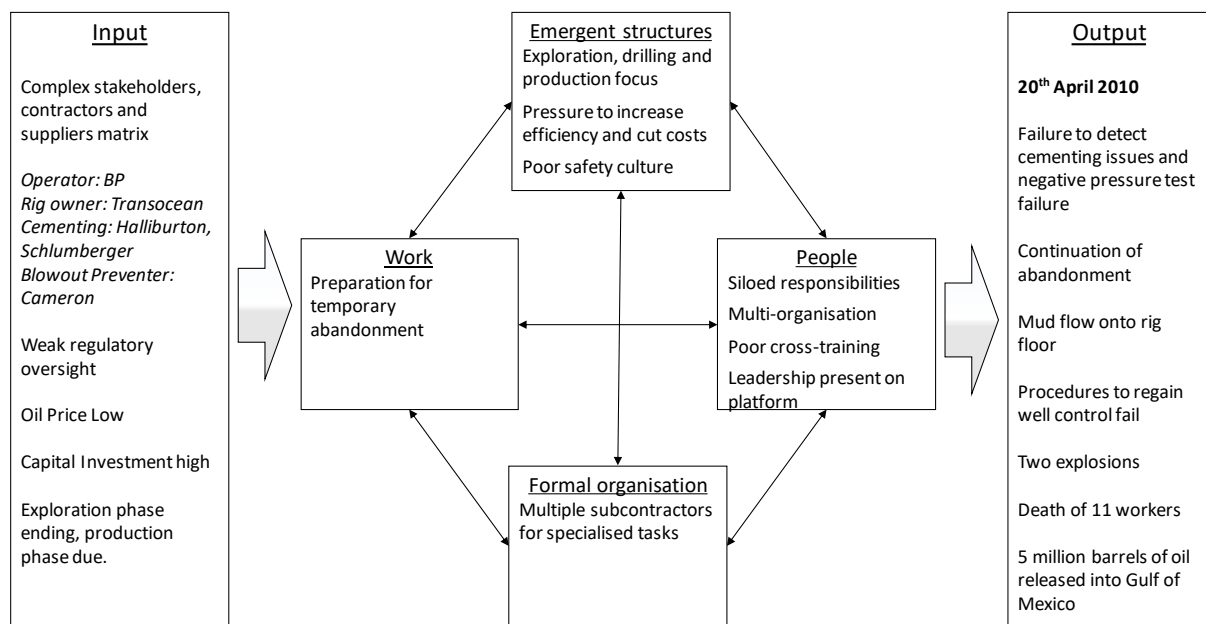 Input
Complex stakeholders,
contractors and
suppliers matrix
Operator: BP
Rig owner: Transocean
Cementing: Halliburton,
Schlumberger
Blowout Preventer:
Cameron
Weak regulatory
oversight
Oil Price Low
Capital Investment high
Exploration phase
ending, production
phase due.
Emergent structures
Exploration, drilling and
production focus
Pressure to increase
efficiency and cut costs
Poor safety culture
Work
Preparation for
temporary
abandonment
People
Siloed responsibilities
Multi-organisation
Poor cross-training
Leadership present on
platform
Formal organisation
Multiple subcontractors
for specialised tasks
Output
20th April 2010
Failure to detect
cementing issues and
negative pressure test
failure
Continuation of
abandonment
Mud flow onto rig
floor
Procedures to regain
well control fail
Two explosions
Death of 11 workers
5 million barrels of oil
released into Gulf of
Mexico